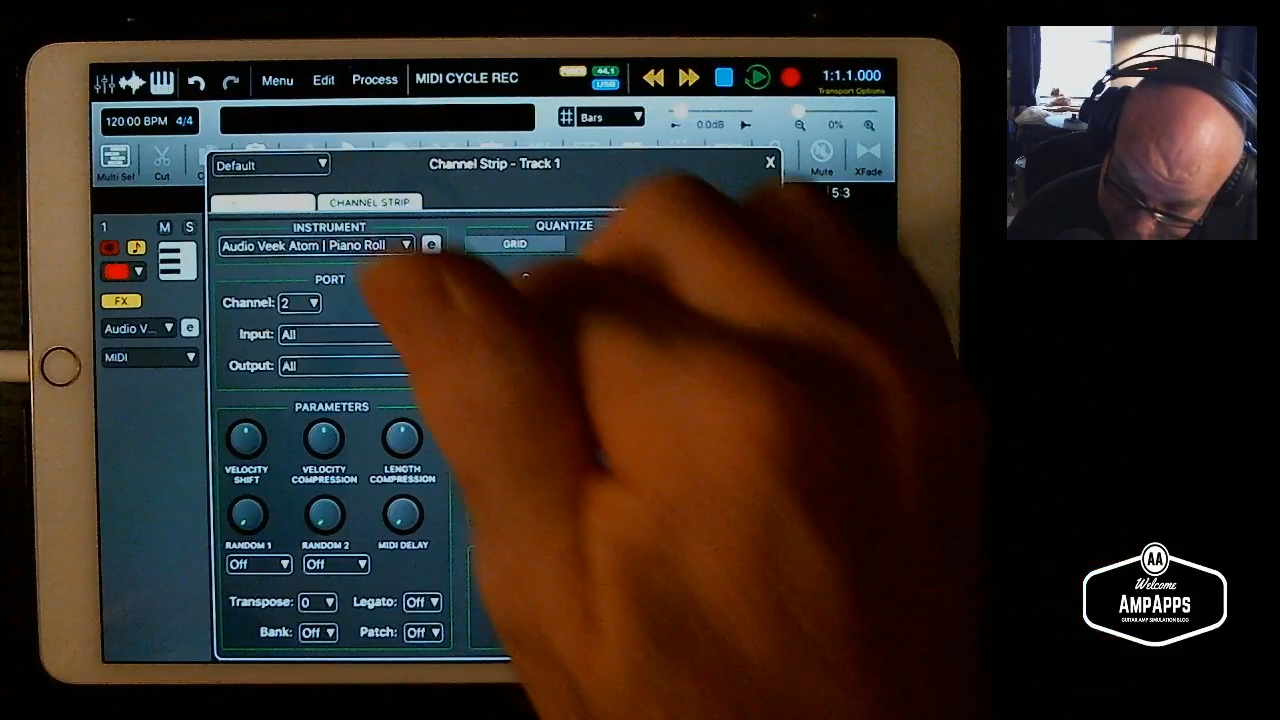 Menu Edit Process MIDI CYCLE REC 44.1 USB 1:1.1.000
Transport Options
120.00 BPM 4/4 Bars 0.0dB 0%
Multi Sel Cut Mute XFade
Default Channel Strip - Track 1 X
5:3
CHANNEL STRIP
1 M S
INSTRUMENT QUANTIZE
Audio Veek Atom | Piano Roll e GRID
PORT
FX
Channel: 2
Audio V... e
Input: All
MIDI
Output: All
PARAMETERS
VELOCITY SHIFT VELOCITY COMPRESSION LENGTH COMPRESSION
RANDOM 1 RANDOM 2 MIDI DELAY
Off Off
Transpose: 0 Legato: Off
Bank: Off Patch: Off
AA
Welcome
AMPAPPS
GUITAR AMP SIMULATION BLOG